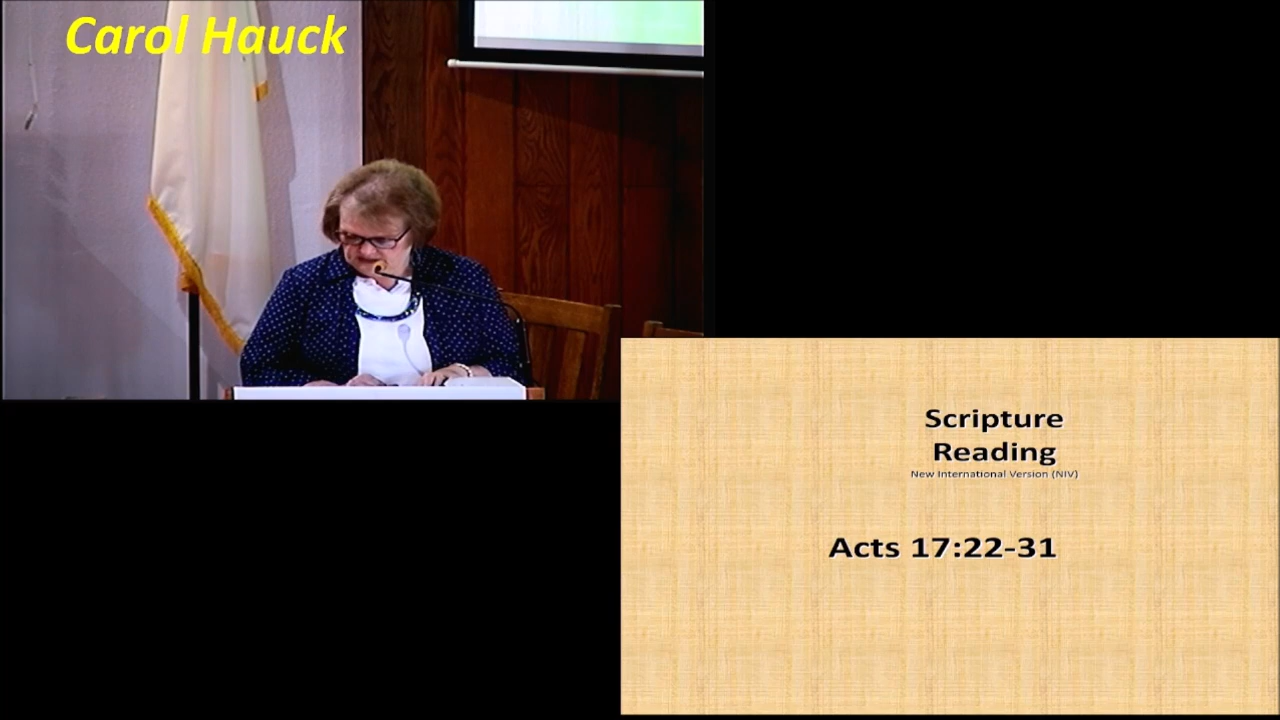 Carol Hauck
Scripture
Reading
New International Version (NIV)
Acts 17:22-31